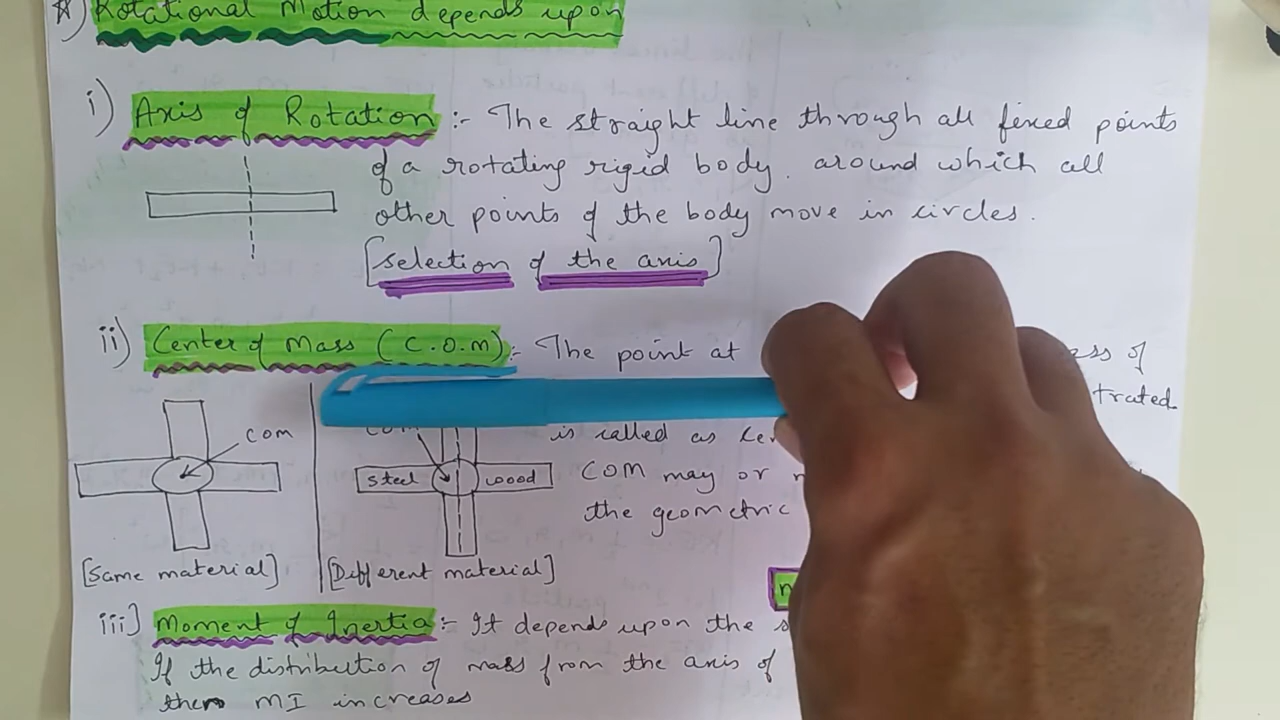 Rotational Motion depends upon
i) Axis of Rotation :- The straight line through all fixed points
of a rotating rigid body. around which all
other points of the body move in circles.
[selection of the axis]
ii) Center of Mass (C.O.M) :- The point at
of
trated
COM
COM
is called as
steel wood
COM may or
the geometric
[Same material]
[Different material]
iii] Moment of Inertia :- It depends upon the
If the distribution of mass from the axis of
then MI increases